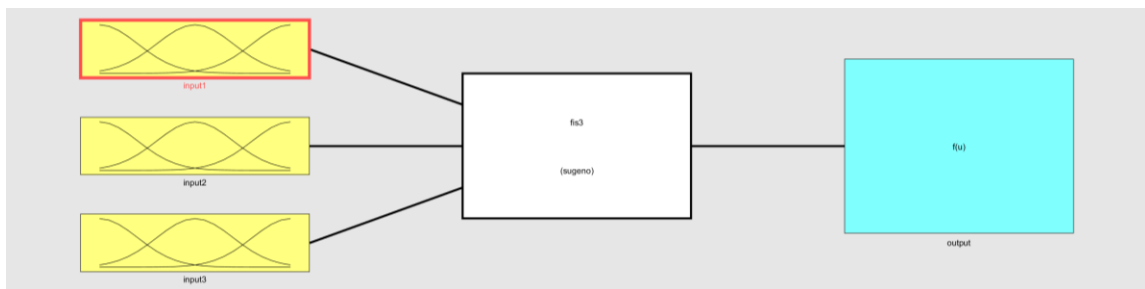 input1
input2
input3
fis3
(sugeno)
f(u)
output